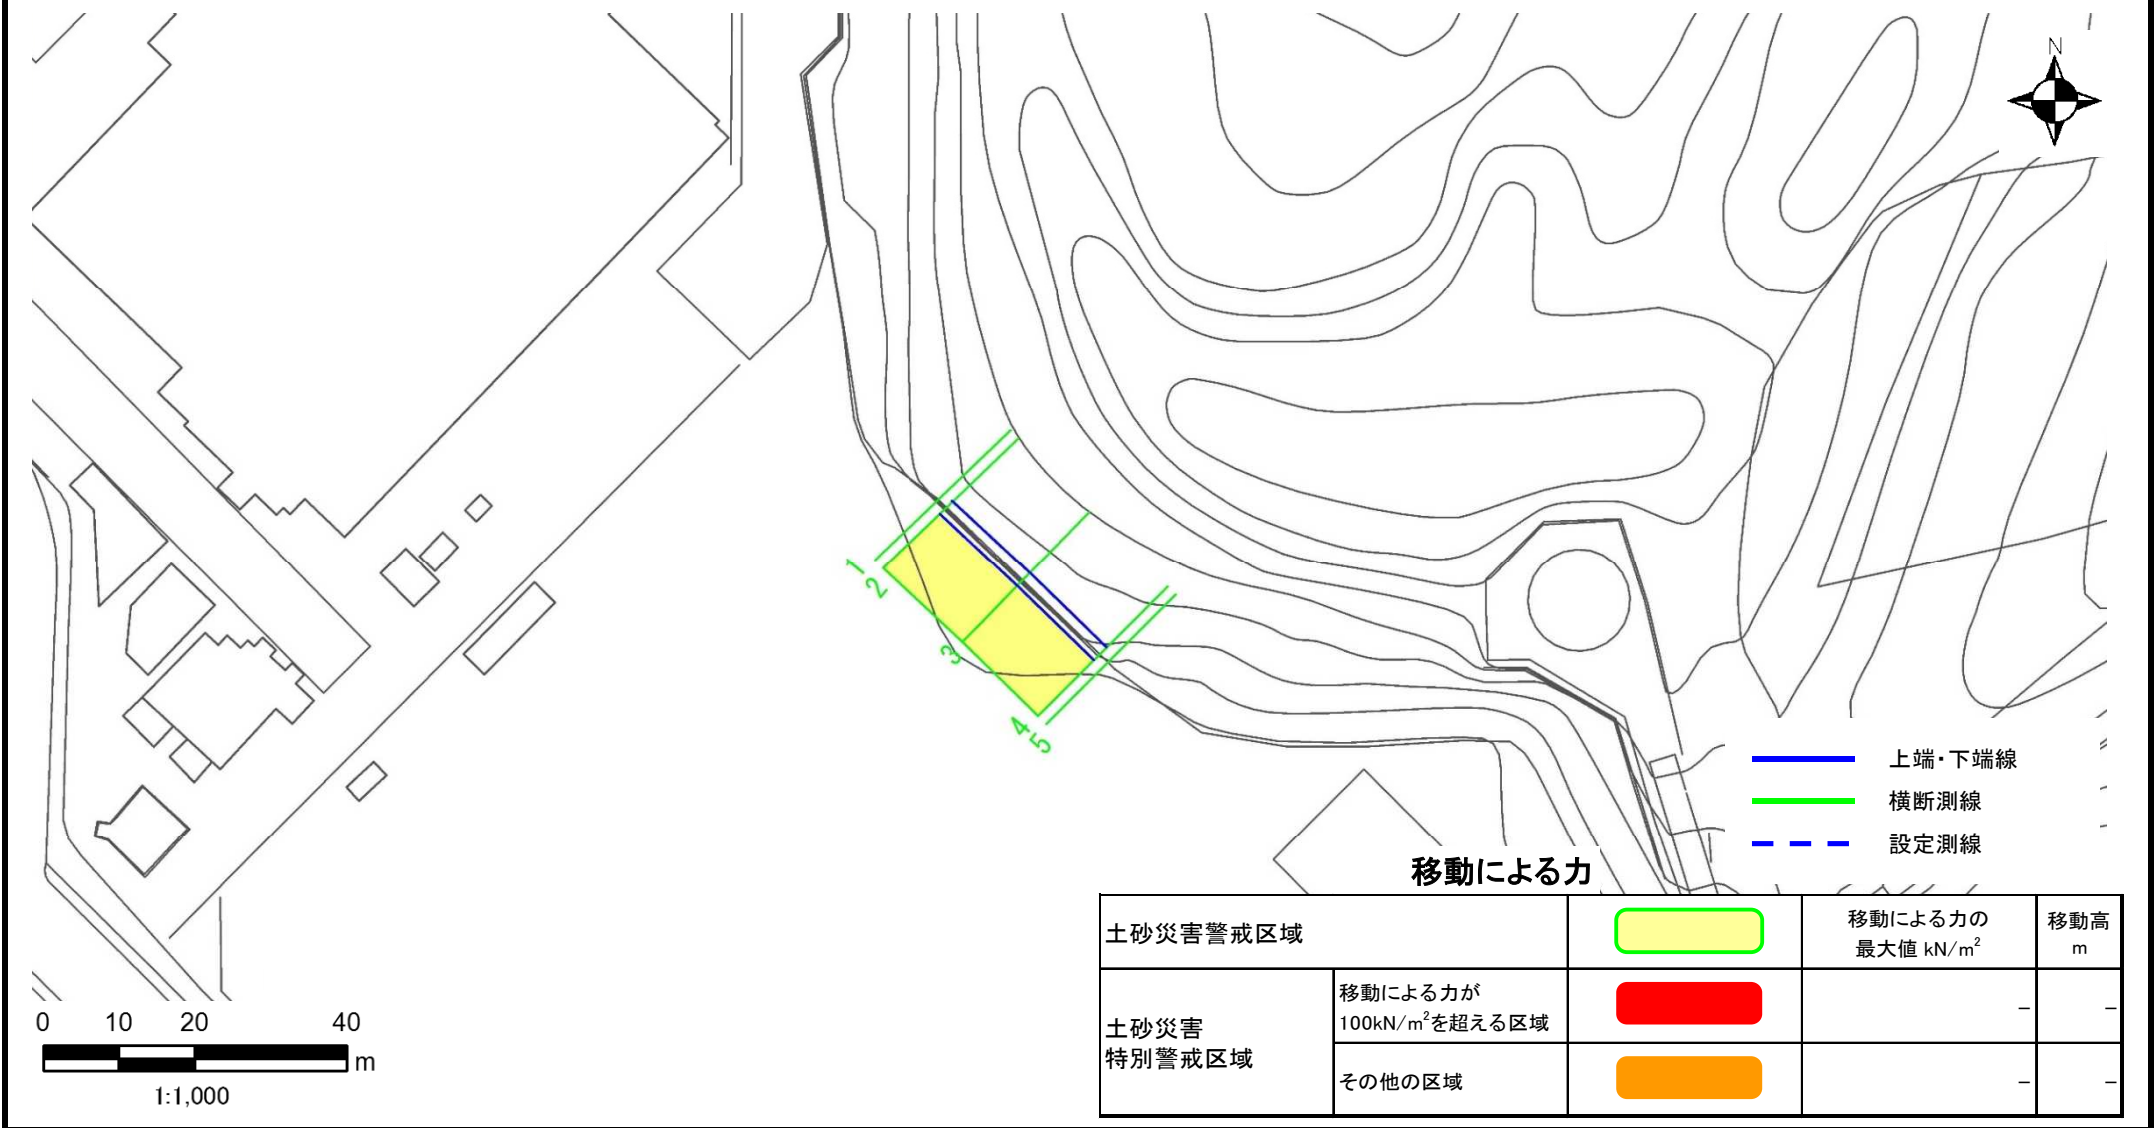 N
1
2
3
4
5
上端・下端線
横断測線
設定測線
移動による力
土砂災害警戒区域
移動による力の
最大値 kN/m²
移動高
m
土砂災害
特別警戒区域
移動による力が
100kN/m²を超える区域
–
–
その他の区域
–
–
0 10 20 40
m
1:1,000